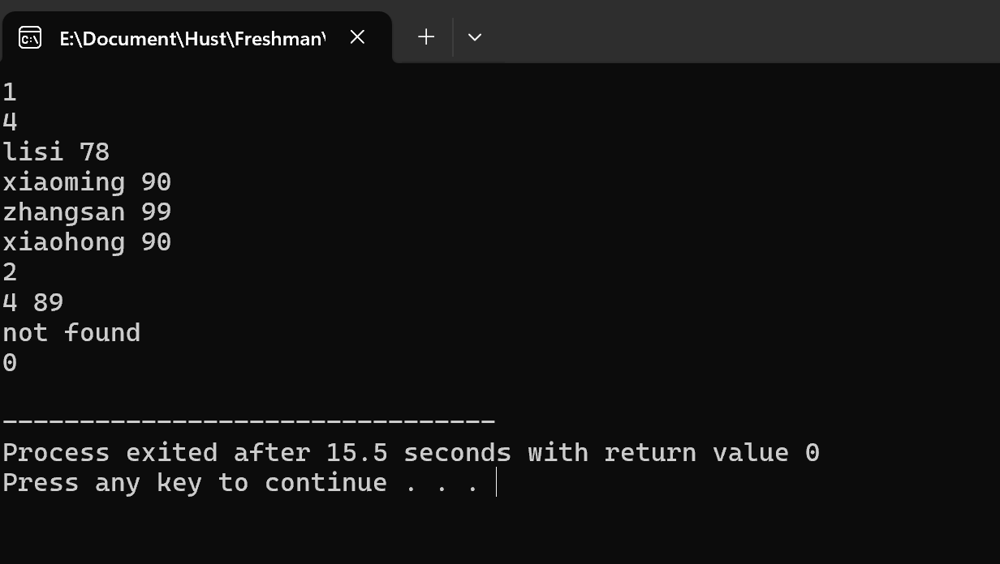 E:\Document\Hust\Freshman\
1
4
lisi 78
xiaoming 90
zhangsan 99
xiaohong 90
2
4 89
not found
0
--------------------------------
Process exited after 15.5 seconds with return value 0
Press any key to continue . . .